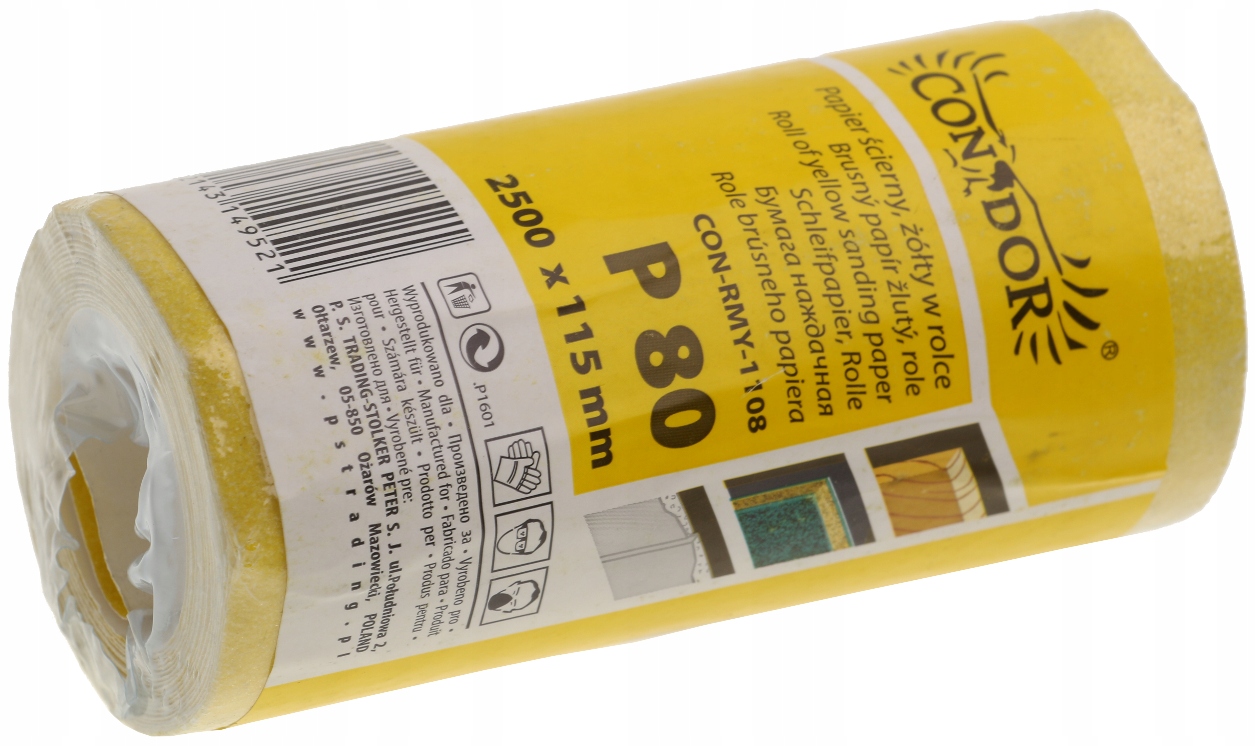 CONDOR
®
Papier ścierny, żółty w rolce
Brusný papír žlutý, role
Roll of yellow sanding paper
Schleifpapier, Rolle
Бумага наждачная
Role brúsneho papiera
CON-RMY-1108
P 80
2500 x 115 mm
.P1601
Wyprodukowano dla • Произведено за • Vyrobeno pro •
Hergestellt für • Manufactured for • Fabricado para • Produit
pour • Számára készült • Prodotto per • Produs pentru •
Изготовлено для • Vyrobené pre:
P. S. TRADING-STOLKER PETER S. J. ul.Południowa 2,
Ołtarzew, 05-850 Ożarów Mazowiecki, POLAND
www.pstrading.pl
143149521